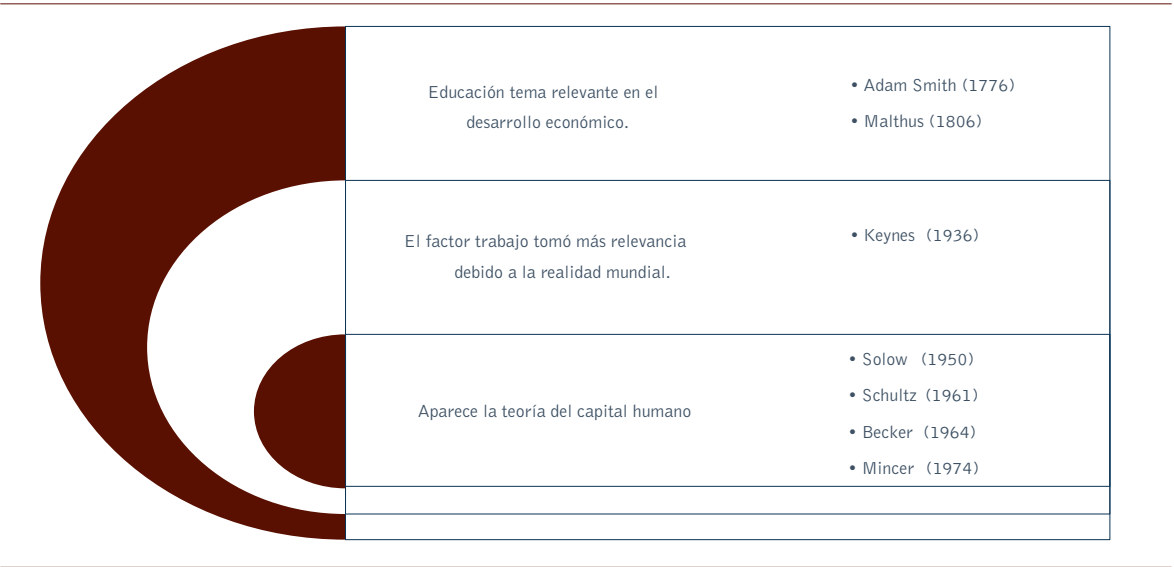 Educación tema relevante en el
desarrollo económico.
• Adam Smith (1776)
• Malthus (1806)
El factor trabajo tomó más relevancia
debido a la realidad mundial.
• Keynes (1936)
Aparece la teoría del capital humano
• Solow (1950)
• Schultz (1961)
• Becker (1964)
• Mincer (1974)